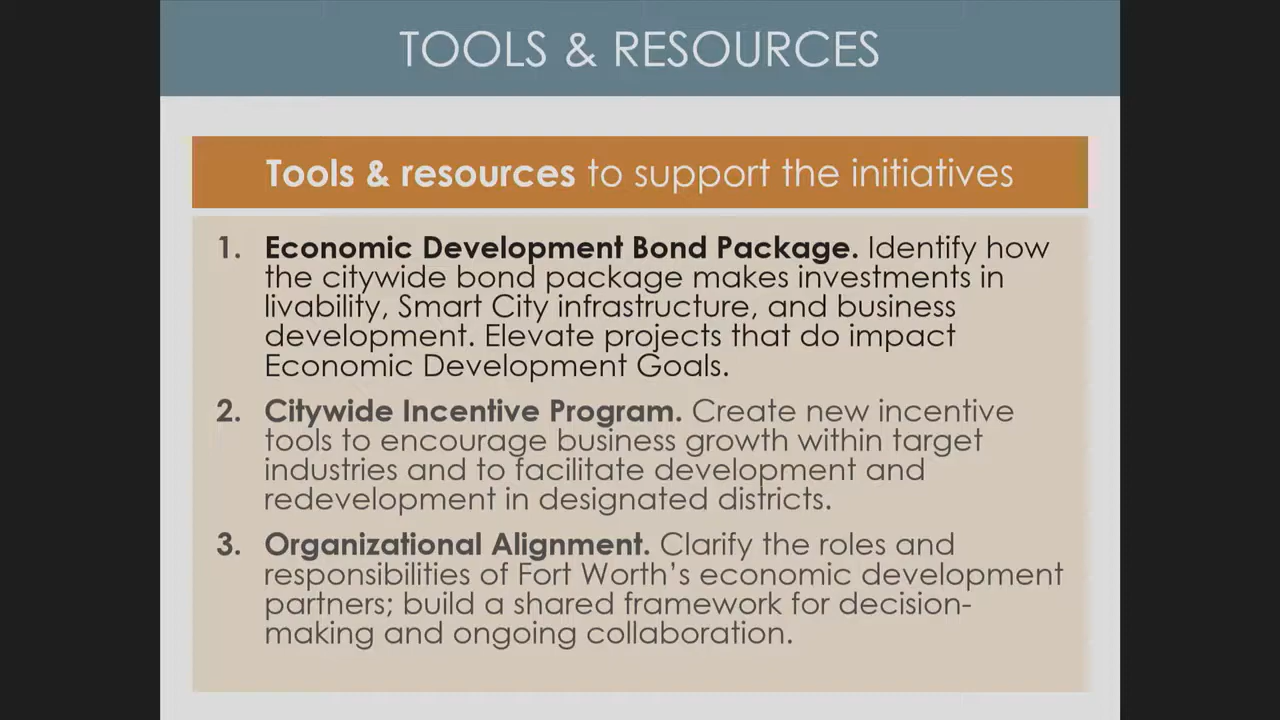 TOOLS & RESOURCES
Tools & resources to support the initiatives
1. Economic Development Bond Package. Identify how
the citywide bond package makes investments in
livability, Smart City infrastructure, and business
development. Elevate projects that do impact
Economic Development Goals.
2. Citywide Incentive Program. Create new incentive
tools to encourage business growth within target
industries and to facilitate development and
redevelopment in designated districts.
3. Organizational Alignment. Clarify the roles and
responsibilities of Fort Worth’s economic development
partners; build a shared framework for decision-
making and ongoing collaboration.